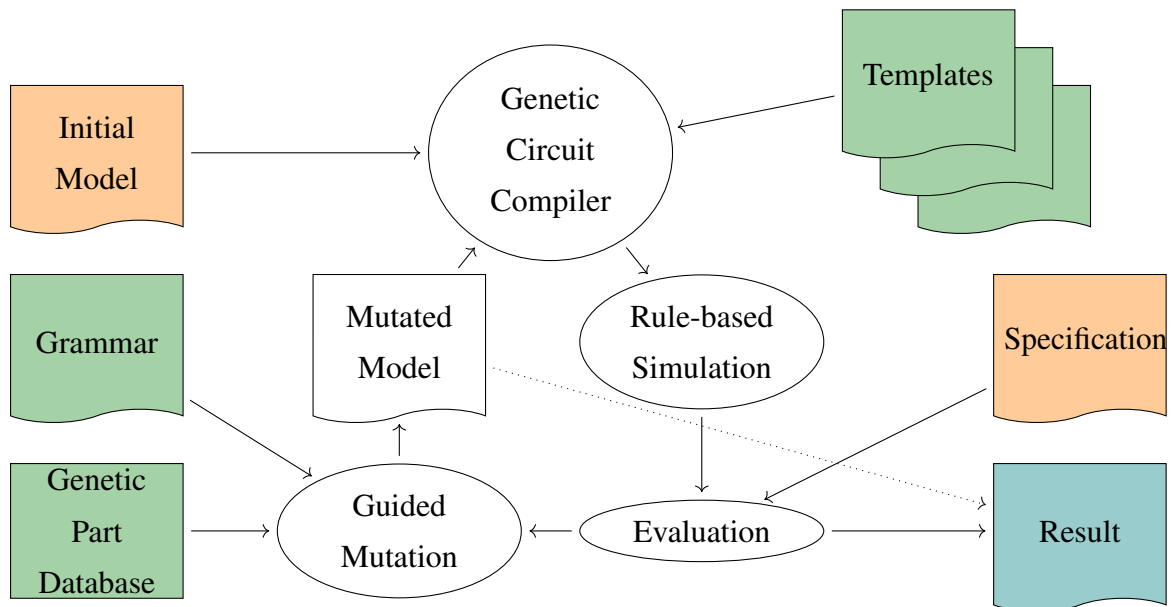 Initial
Model
Genetic
Circuit
Compiler
Templates
Grammar
Mutated
Model
Rule-based
Simulation
Specification
Genetic
Part
Database
Guided
Mutation
Evaluation
Result